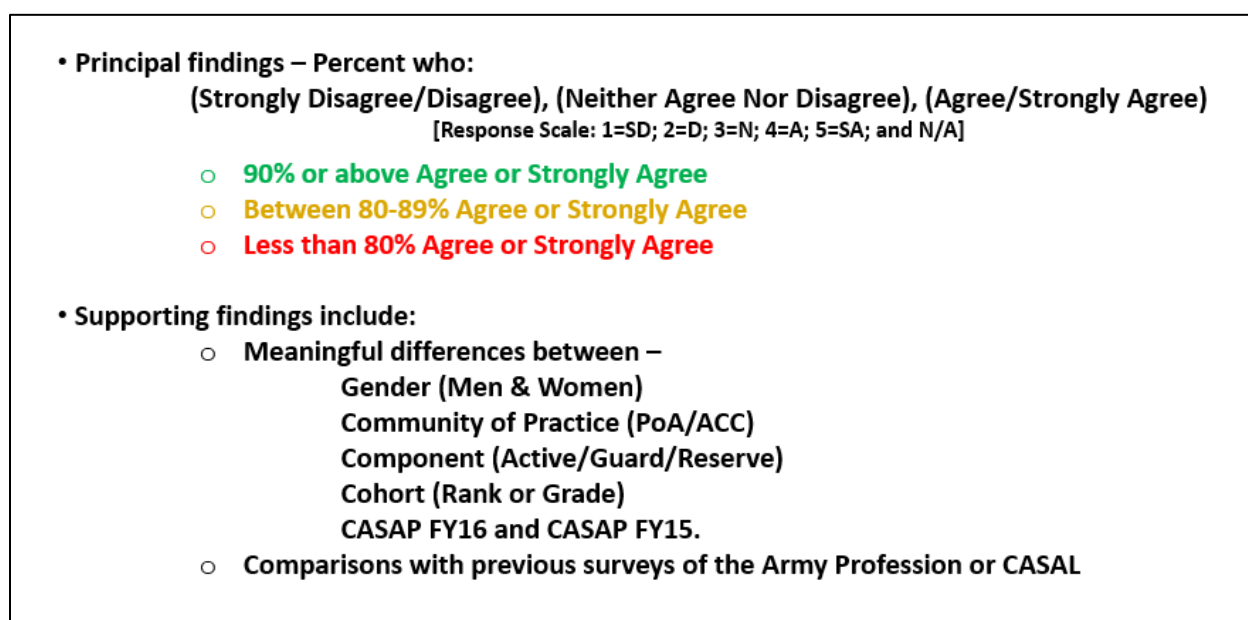 • Principal findings – Percent who:
(Strongly Disagree/Disagree), (Neither Agree Nor Disagree), (Agree/Strongly Agree)
[Response Scale: 1=SD; 2=D; 3=N; 4=A; 5=SA; and N/A]
o 90% or above Agree or Strongly Agree
o Between 80-89% Agree or Strongly Agree
o Less than 80% Agree or Strongly Agree
• Supporting findings include:
o Meaningful differences between –
Gender (Men & Women)
Community of Practice (PoA/ACC)
Component (Active/Guard/Reserve)
Cohort (Rank or Grade)
CASAP FY16 and CASAP FY15.
o Comparisons with previous surveys of the Army Profession or CASAL